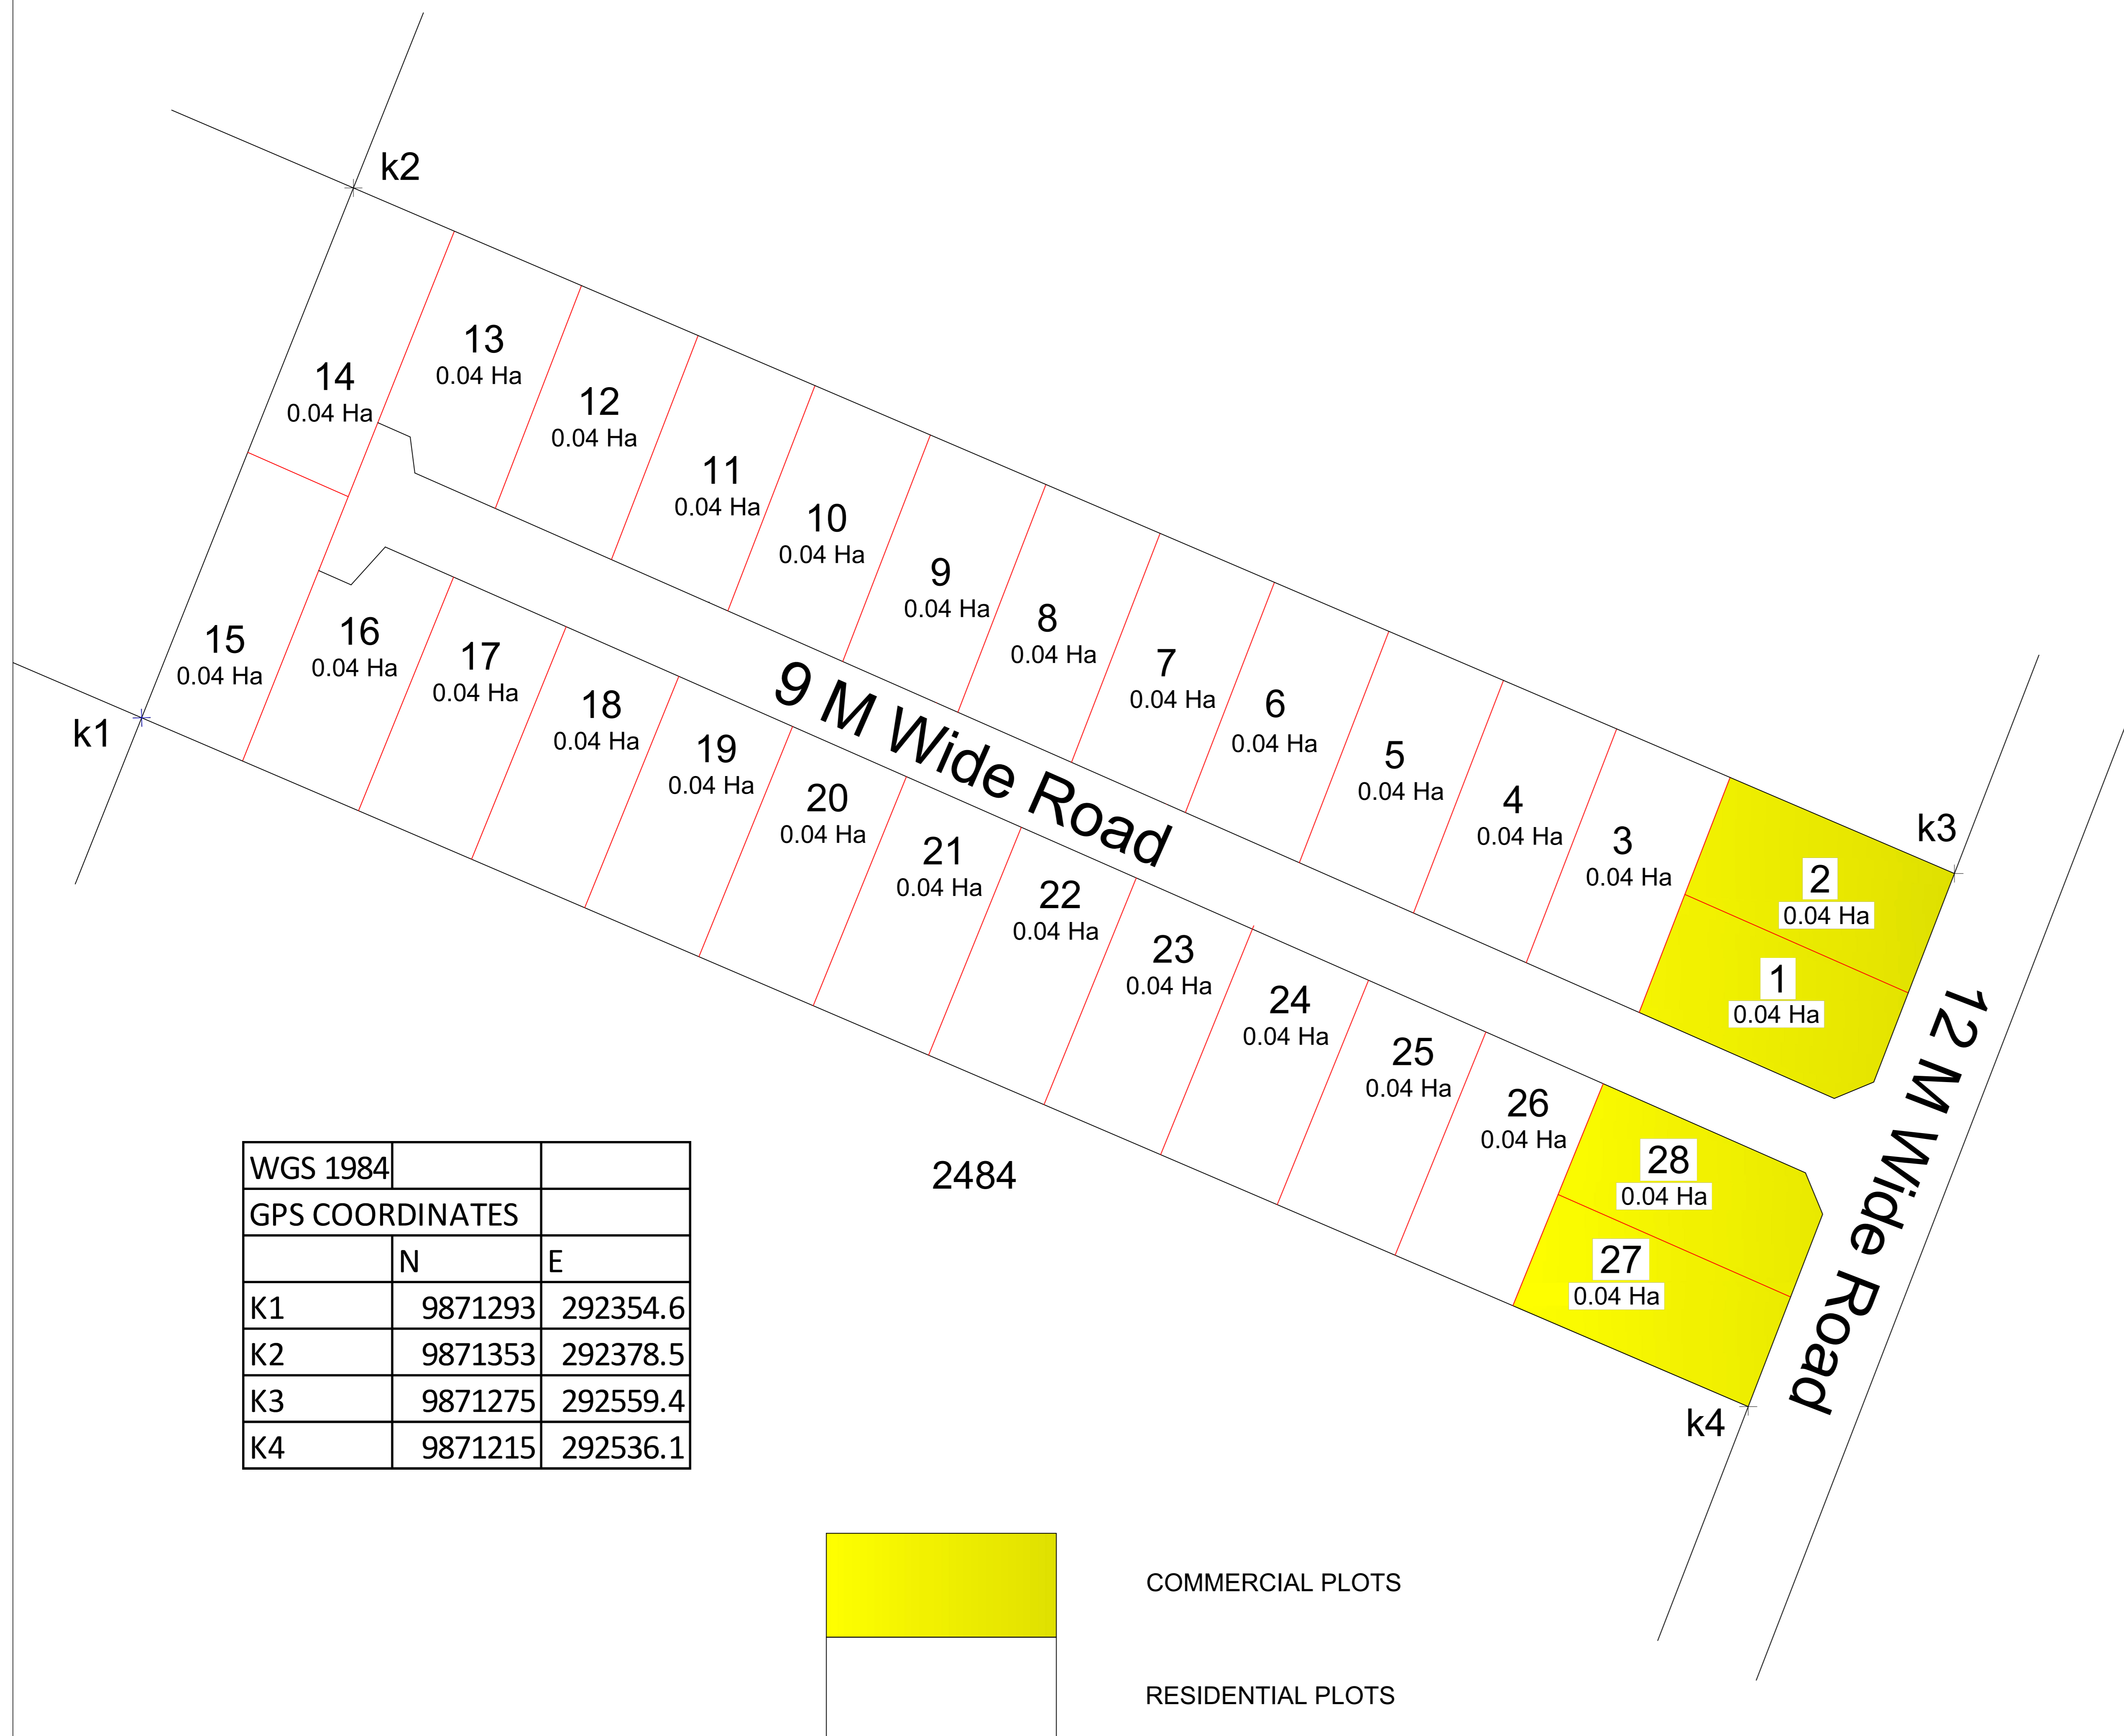 k2
13
0.04 Ha
14
0.04 Ha
12
0.04 Ha
11
0.04 Ha
10
0.04 Ha
9
0.04 Ha
8
0.04 Ha
7
0.04 Ha
6
0.04 Ha
5
0.04 Ha
4
0.04 Ha
3
0.04 Ha
k3
2
0.04 Ha
1
0.04 Ha
15
0.04 Ha
k1
16
0.04 Ha
17
0.04 Ha
18
0.04 Ha
19
0.04 Ha
20
0.04 Ha
21
0.04 Ha
22
0.04 Ha
23
0.04 Ha
24
0.04 Ha
25
0.04 Ha
26
0.04 Ha
28
0.04 Ha
27
0.04 Ha
k4
9 M Wide Road
12 M Wide Road
2484
WGS 1984
GPS COORDINATES
N E
K1 9871293 292354.6
K2 9871353 292378.5
K3 9871275 292559.4
K4 9871215 292536.1
COMMERCIAL PLOTS
RESIDENTIAL PLOTS